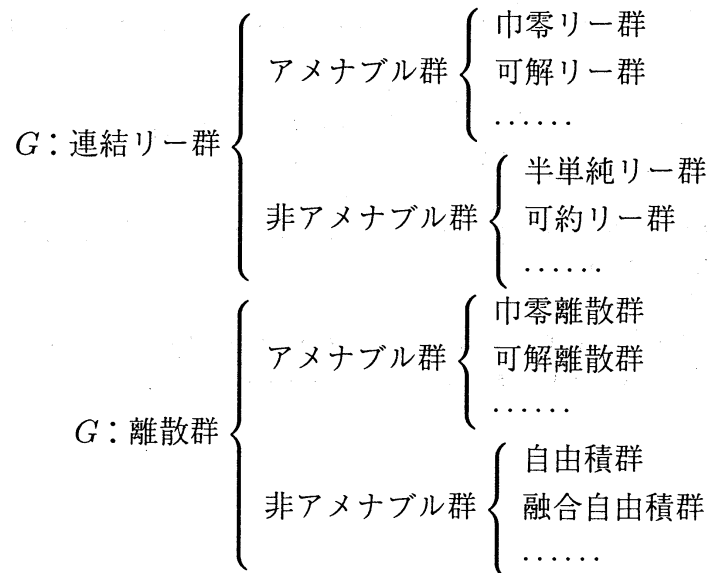 G：連結リー群
アメナブル群
巾零リー群
可解リー群
......
非アメナブル群
半単純リー群
可約リー群
......
G：離散群
アメナブル群
巾零離散群
可解離散群
......
非アメナブル群
自由積群
融合自由積群
......